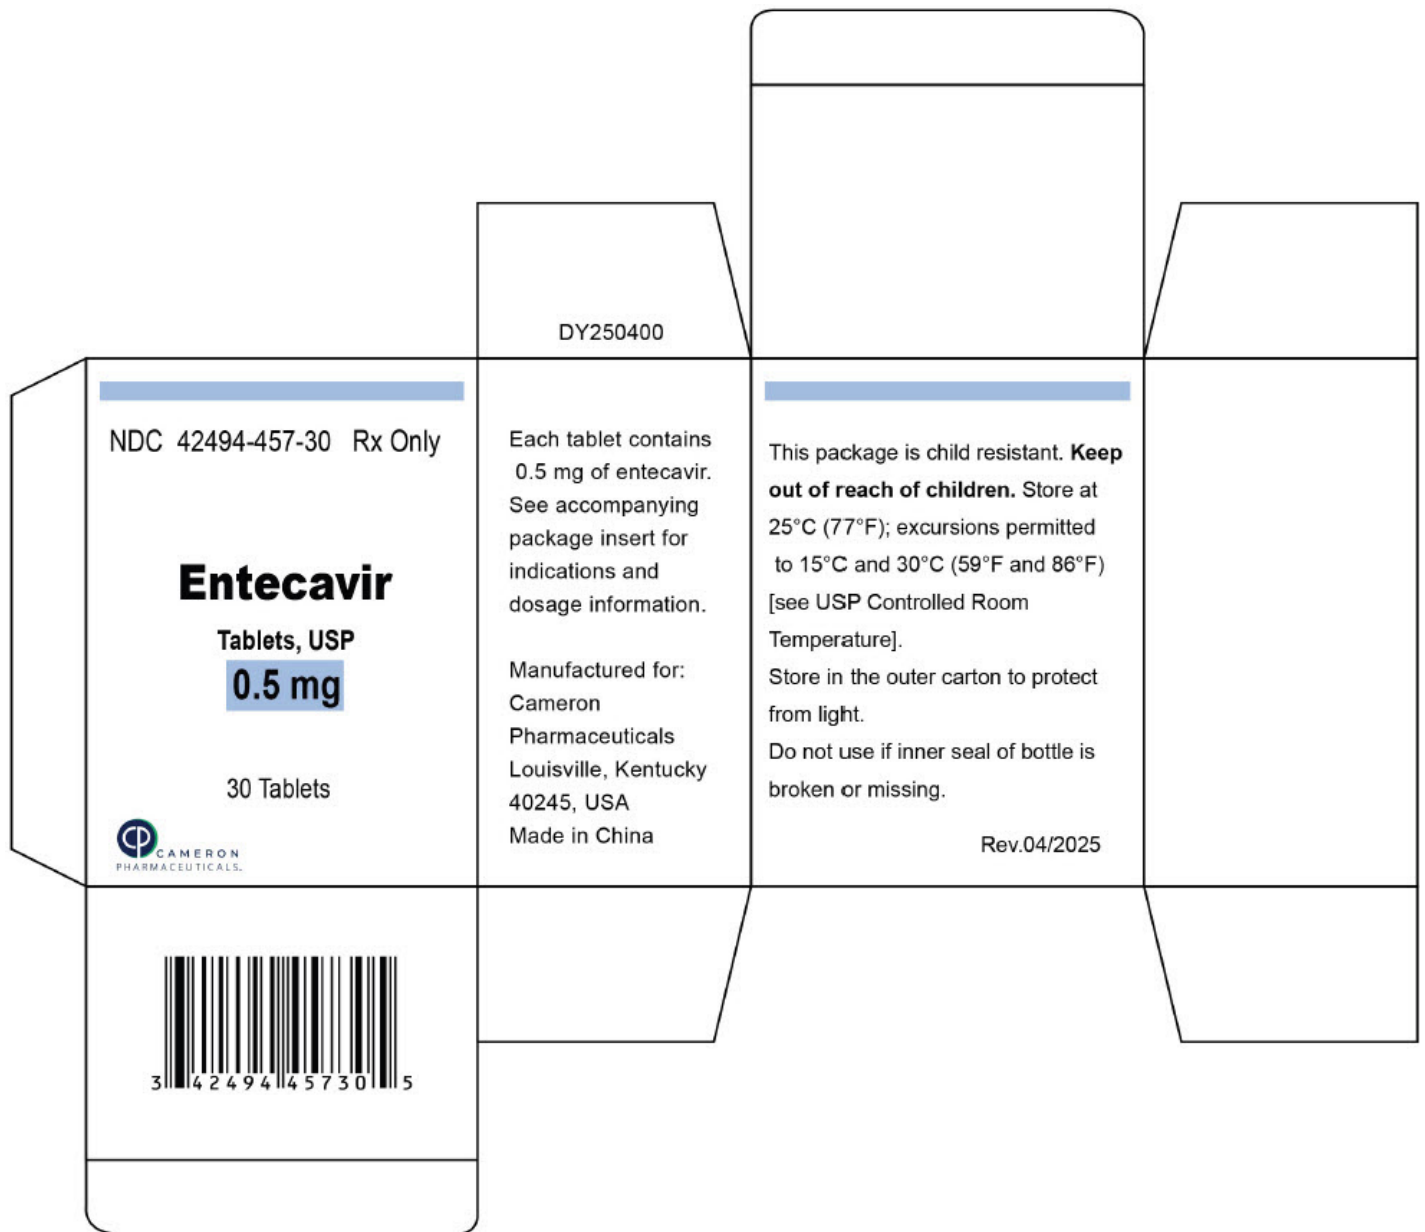 DY250400
NDC 42494-457-30 Rx Only
Entecavir
Tablets, USP
0.5 mg
30 Tablets
CP CAMERON
PHARMACEUTICALS.
Each tablet contains
0.5 mg of entecavir.
See accompanying
package insert for
indications and
dosage information.
Manufactured for:
Cameron
Pharmaceuticals
Louisville, Kentucky
40245, USA
Made in China
This package is child resistant. Keep
out of reach of children. Store at
25°C (77°F); excursions permitted
to 15°C and 30°C (59°F and 86°F)
[see USP Controlled Room
Temperature].
Store in the outer carton to protect
from light.
Do not use if inner seal of bottle is
broken or missing.
Rev.04/2025
3 42494 45730 5